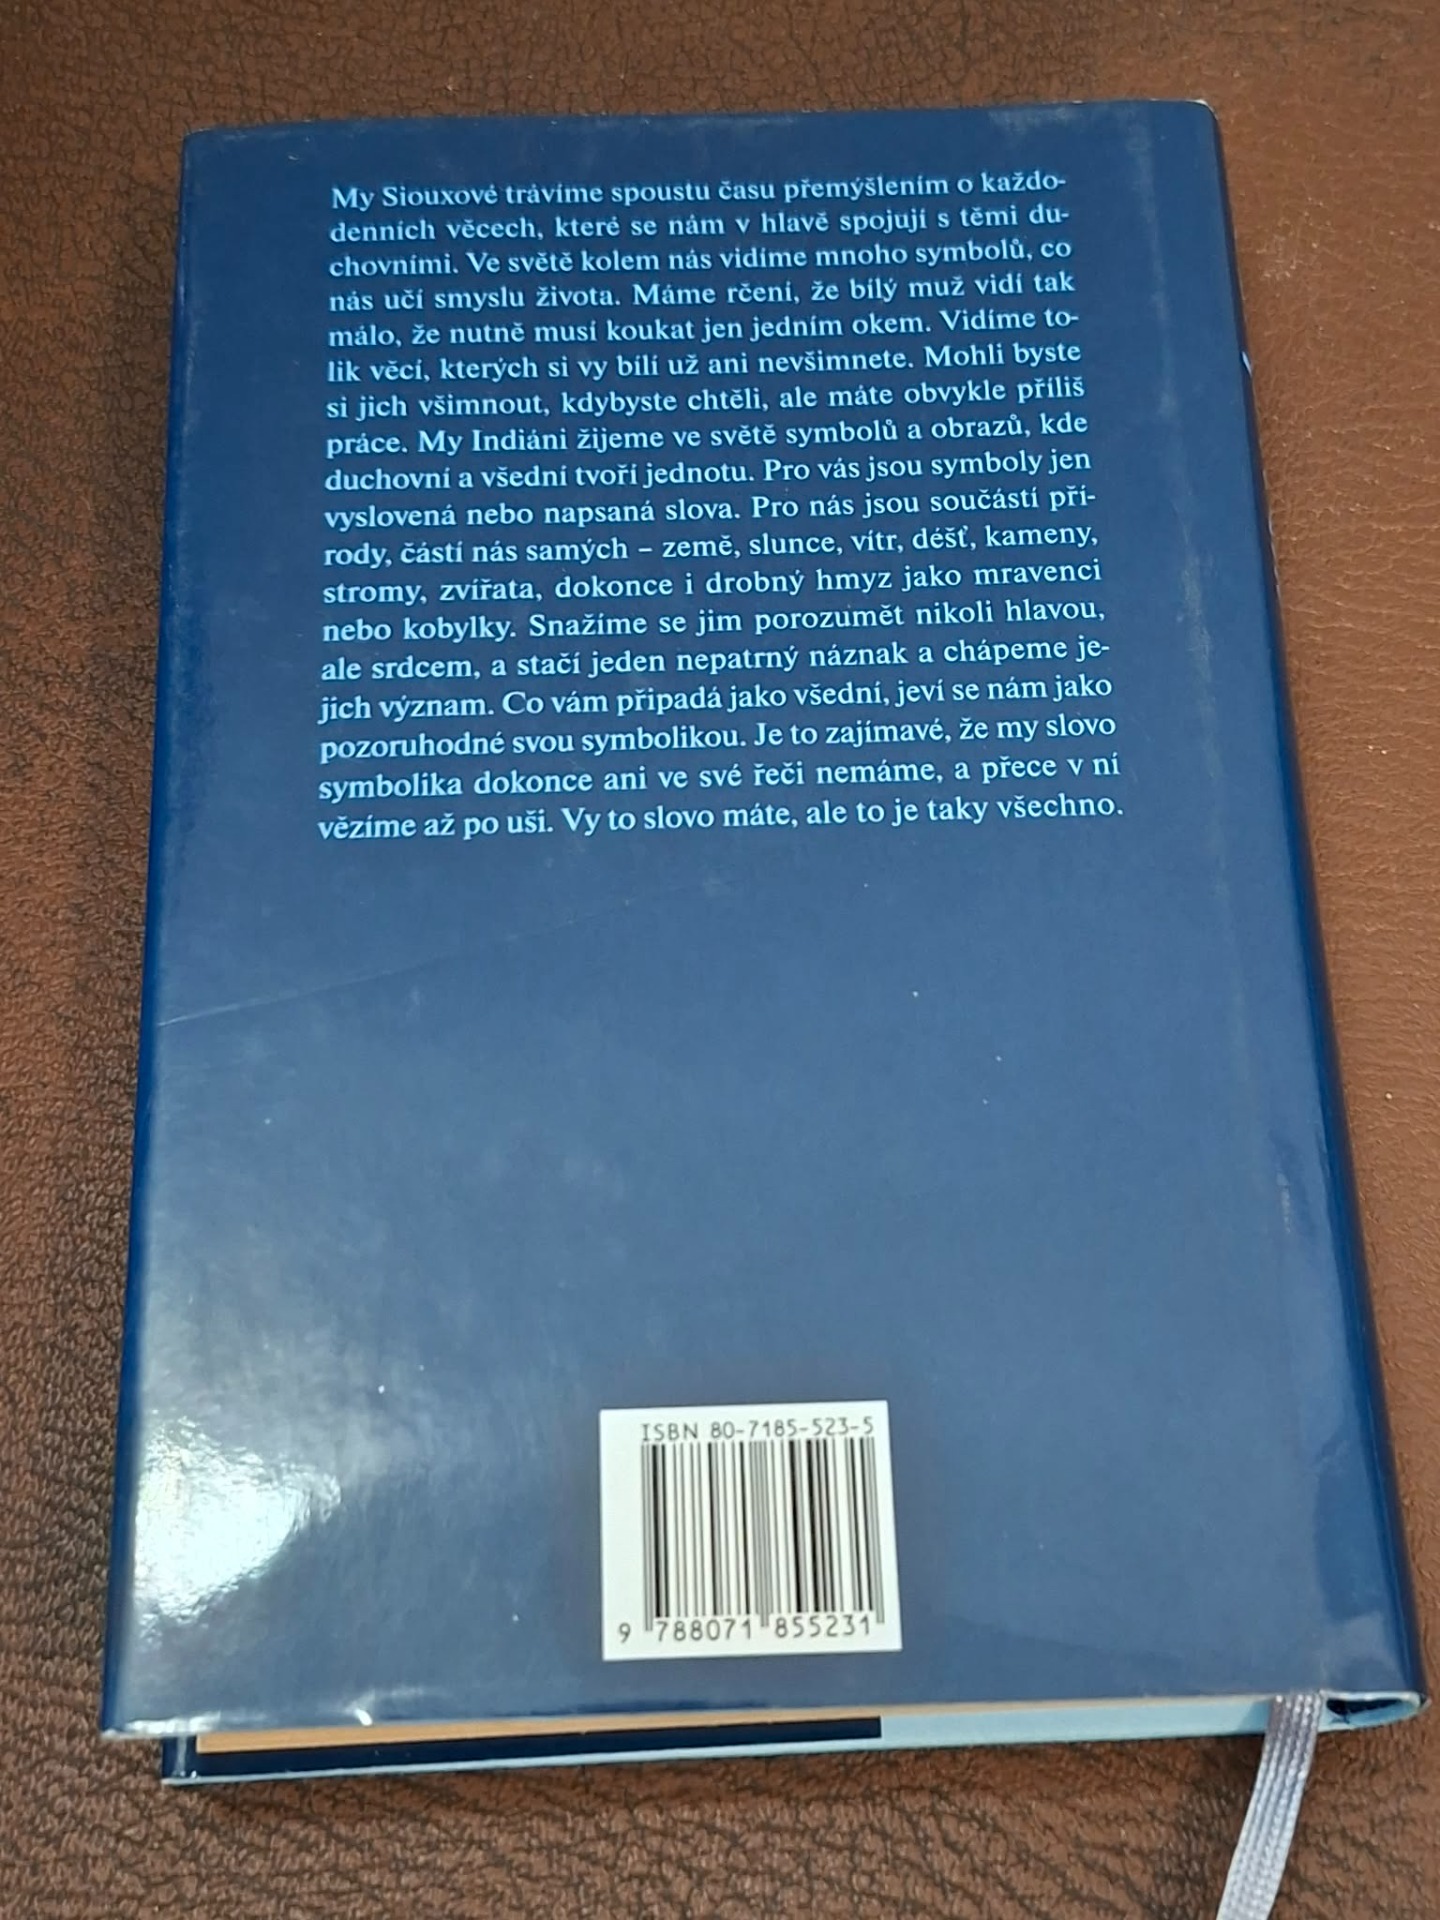 My Siouxové trávíme spoustu času přemýšlením o každo-
denních věcech, které se nám v hlavě spojují s těmi du-
chovními. Ve světě kolem nás vidíme mnoho symbolů, co
nás učí smyslu života. Máme rčení, že bílý muž vidí tak
málo, že nutně musí koukat jen jedním okem. Vidíme to-
lik věcí, kterých si vy bílí už ani nevšimnete. Mohli byste
si jich všimnout, kdybyste chtěli, ale máte obvykle příliš
práce. My Indiáni žijeme ve světě symbolů a obrazů, kde
duchovní a všední tvoří jednotu. Pro vás jsou symboly jen
vyslovená nebo napsaná slova. Pro nás jsou součástí pří-
rody, částí nás samých – země, slunce, vítr, déšť, kameny,
stromy, zvířata, dokonce i drobný hmyz jako mravenci
nebo kobylky. Snažíme se jim porozumět nikoli hlavou,
ale srdcem, a stačí jeden nepatrný náznak a chápeme je-
jich význam. Co vám připadá jako všední, jeví se nám jako
pozoruhodné svou symbolikou. Je to zajímavé, že my slovo
symbolika dokonce ani ve své řeči nemáme, a přece v ní
vězíme až po uši. Vy to slovo máte, ale to je taky všechno.
ISBN 80-7185-523-5
9 788071 855231